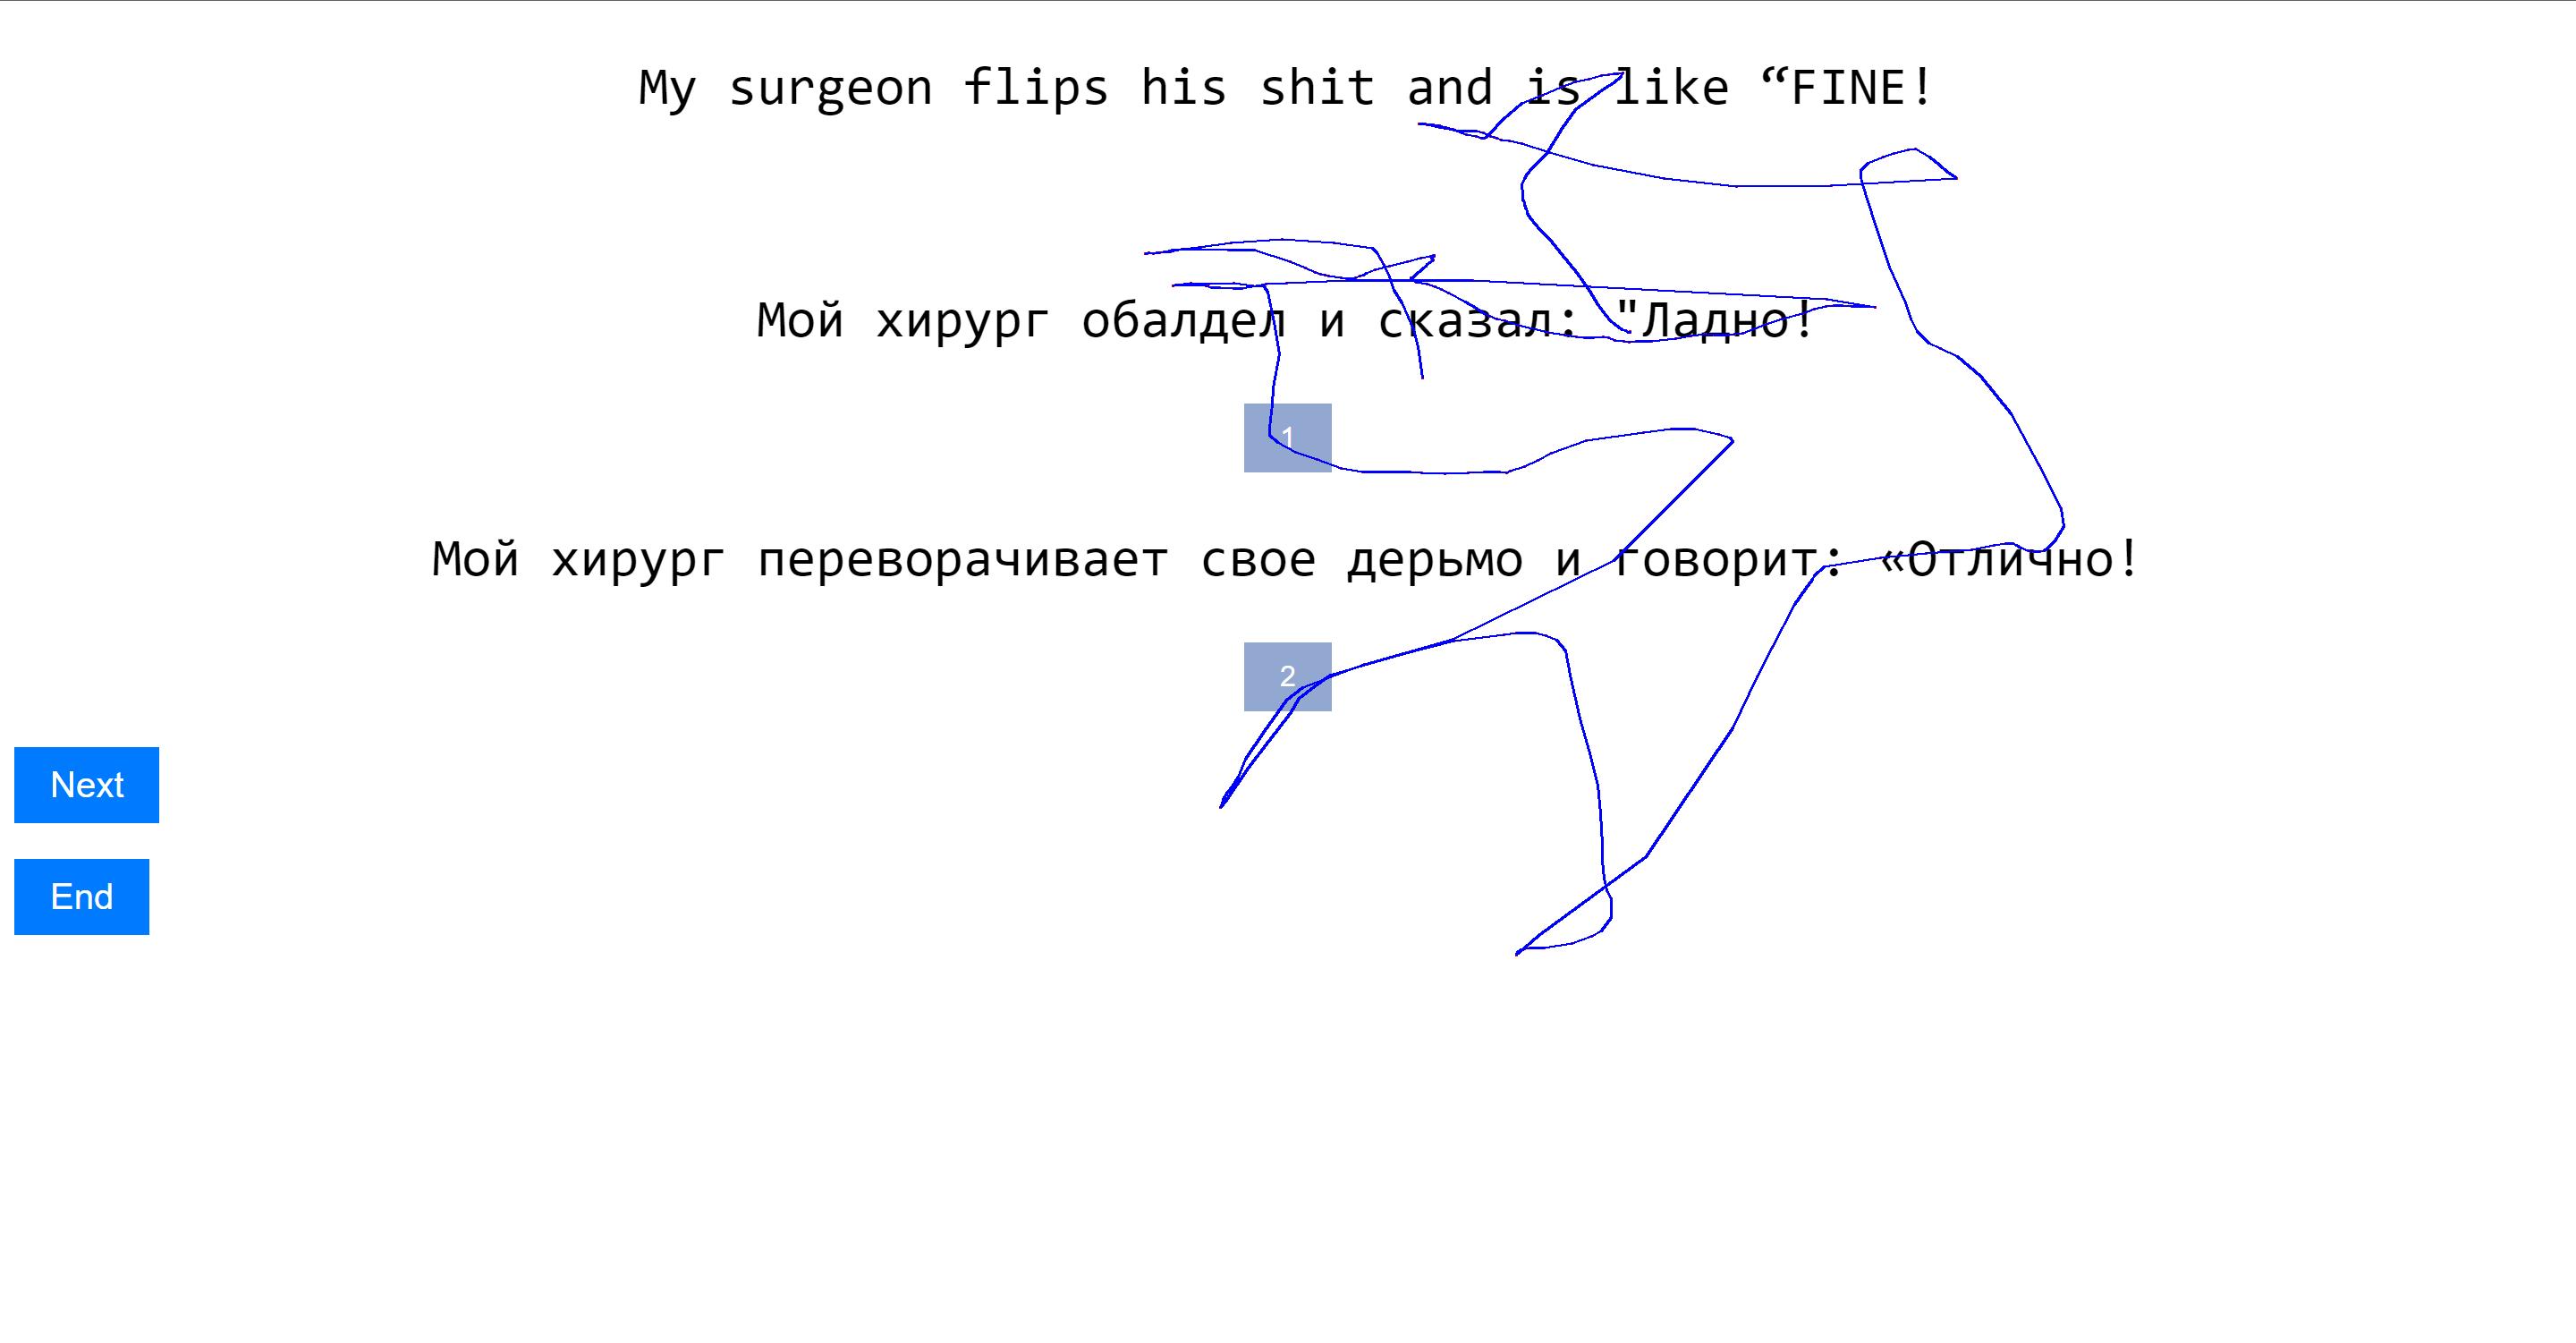 My surgeon flips his shit and is like “FINE!
Мой хирург обалдел и сказал: "Ладно!
1
Мой хирург переворачивает свое дерьмо и говорит: «Отлично!
2
Next
End